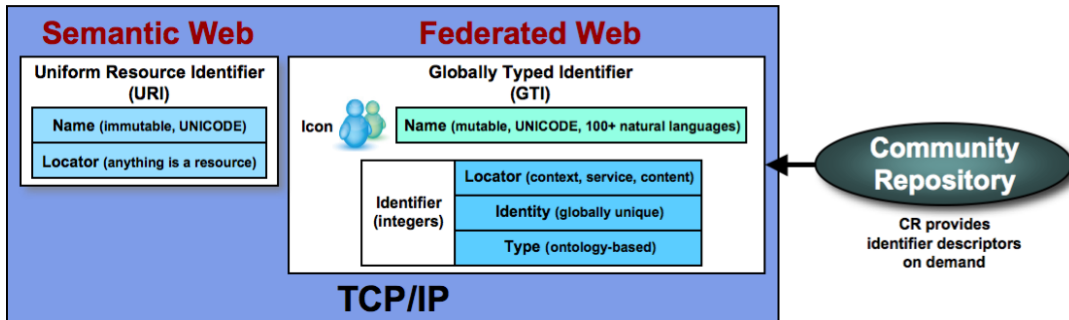 Semantic Web
Uniform Resource Identifier
(URI)
Name (immutable, UNICODE)
Locator (anything is a resource)
Federated Web
Globally Typed Identifier
(GTI)
Icon
Name (mutable, UNICODE, 100+ natural languages)
Identifier
(integers)
Locator (context, service, content)
Identity (globally unique)
Type (ontology-based)
TCP/IP
Community
Repository
CR provides
identifier descriptors
on demand